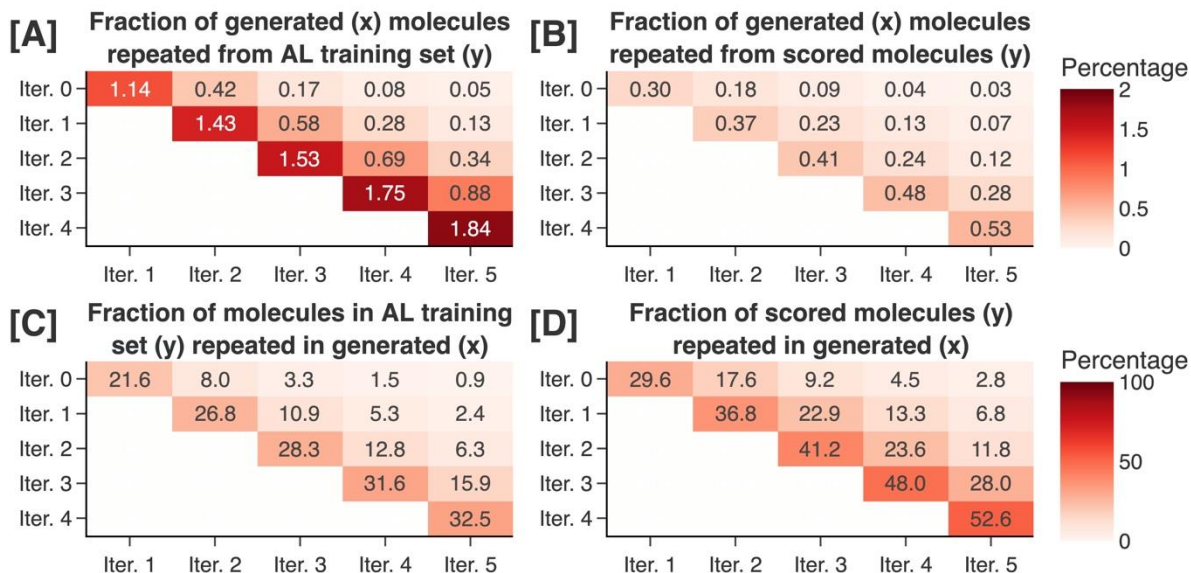 [A] Fraction of generated (x) molecules
repeated from AL training set (y)
Iter. 0 1.14 0.42 0.17 0.08 0.05
Iter. 1 1.43 0.58 0.28 0.13
Iter. 2 1.53 0.69 0.34
Iter. 3 1.75 0.88
Iter. 4 1.84
Iter. 1 Iter. 2 Iter. 3 Iter. 4 Iter. 5
[B] Fraction of generated (x) molecules
repeated from scored molecules (y)
Iter. 0 0.30 0.18 0.09 0.04 0.03
Iter. 1 0.37 0.23 0.13 0.07
Iter. 2 0.41 0.24 0.12
Iter. 3 0.48 0.28
Iter. 4 0.53
Iter. 1 Iter. 2 Iter. 3 Iter. 4 Iter. 5
Percentage
2
1.5
1
0.5
0
[C] Fraction of molecules in AL training
set (y) repeated in generated (x)
Iter. 0 21.6 8.0 3.3 1.5 0.9
Iter. 1 26.8 10.9 5.3 2.4
Iter. 2 28.3 12.8 6.3
Iter. 3 31.6 15.9
Iter. 4 32.5
Iter. 1 Iter. 2 Iter. 3 Iter. 4 Iter. 5
[D] Fraction of scored molecules (y)
repeated in generated (x)
Iter. 0 29.6 17.6 9.2 4.5 2.8
Iter. 1 36.8 22.9 13.3 6.8
Iter. 2 41.2 23.6 11.8
Iter. 3 48.0 28.0
Iter. 4 52.6
Iter. 1 Iter. 2 Iter. 3 Iter. 4 Iter. 5
Percentage
100
50
0